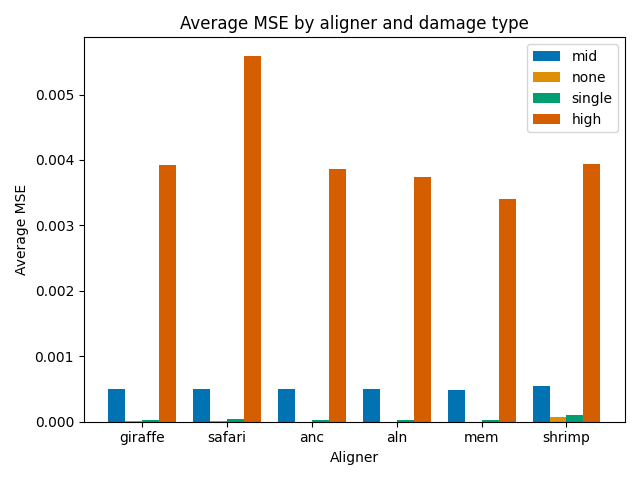 Average MSE by aligner and damage type
mid
none
single
high
Average MSE
0.005
0.004
0.003
0.002
0.001
0.000
giraffe safari anc aln mem shrimp
Aligner